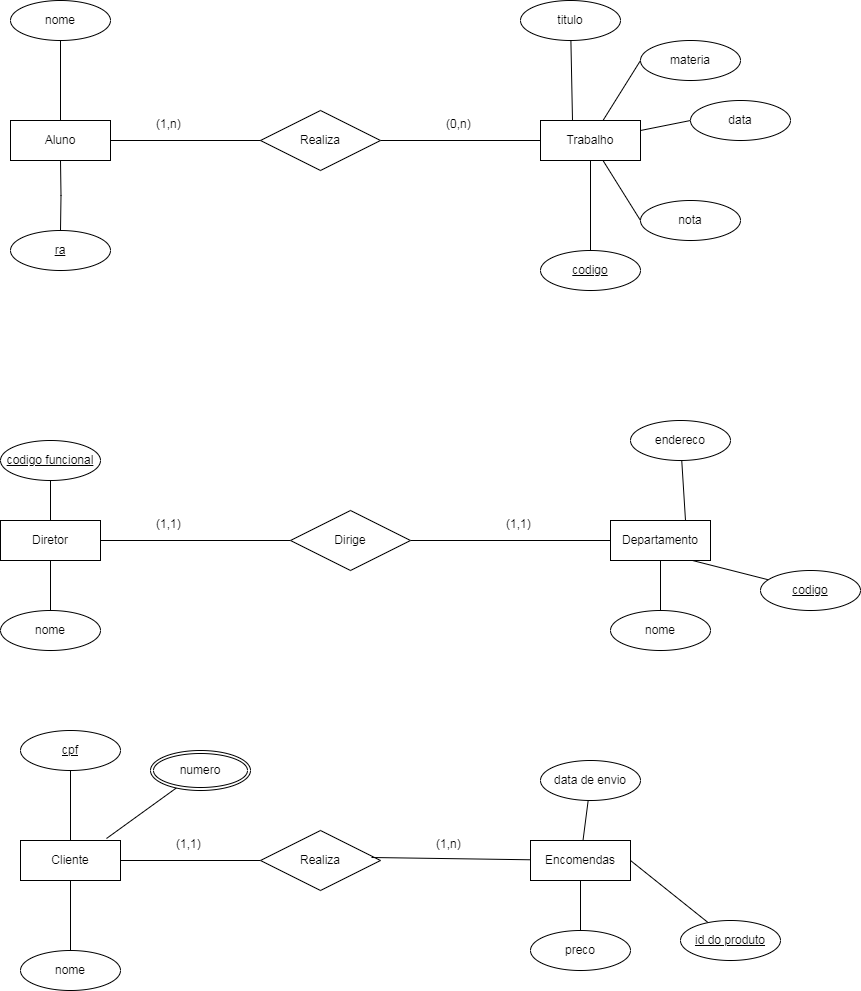 nome
titulo
materia
data
(1,n)
(0,n)
Aluno
Realiza
Trabalho
nota
ra
codigo
endereco
codigo funcional
(1,1)
(1,1)
Diretor
Dirige
Departamento
codigo
nome
nome
cpf
numero
data de envio
(1,1)
(1,n)
Cliente
Realiza
Encomendas
id do produto
preco
nome